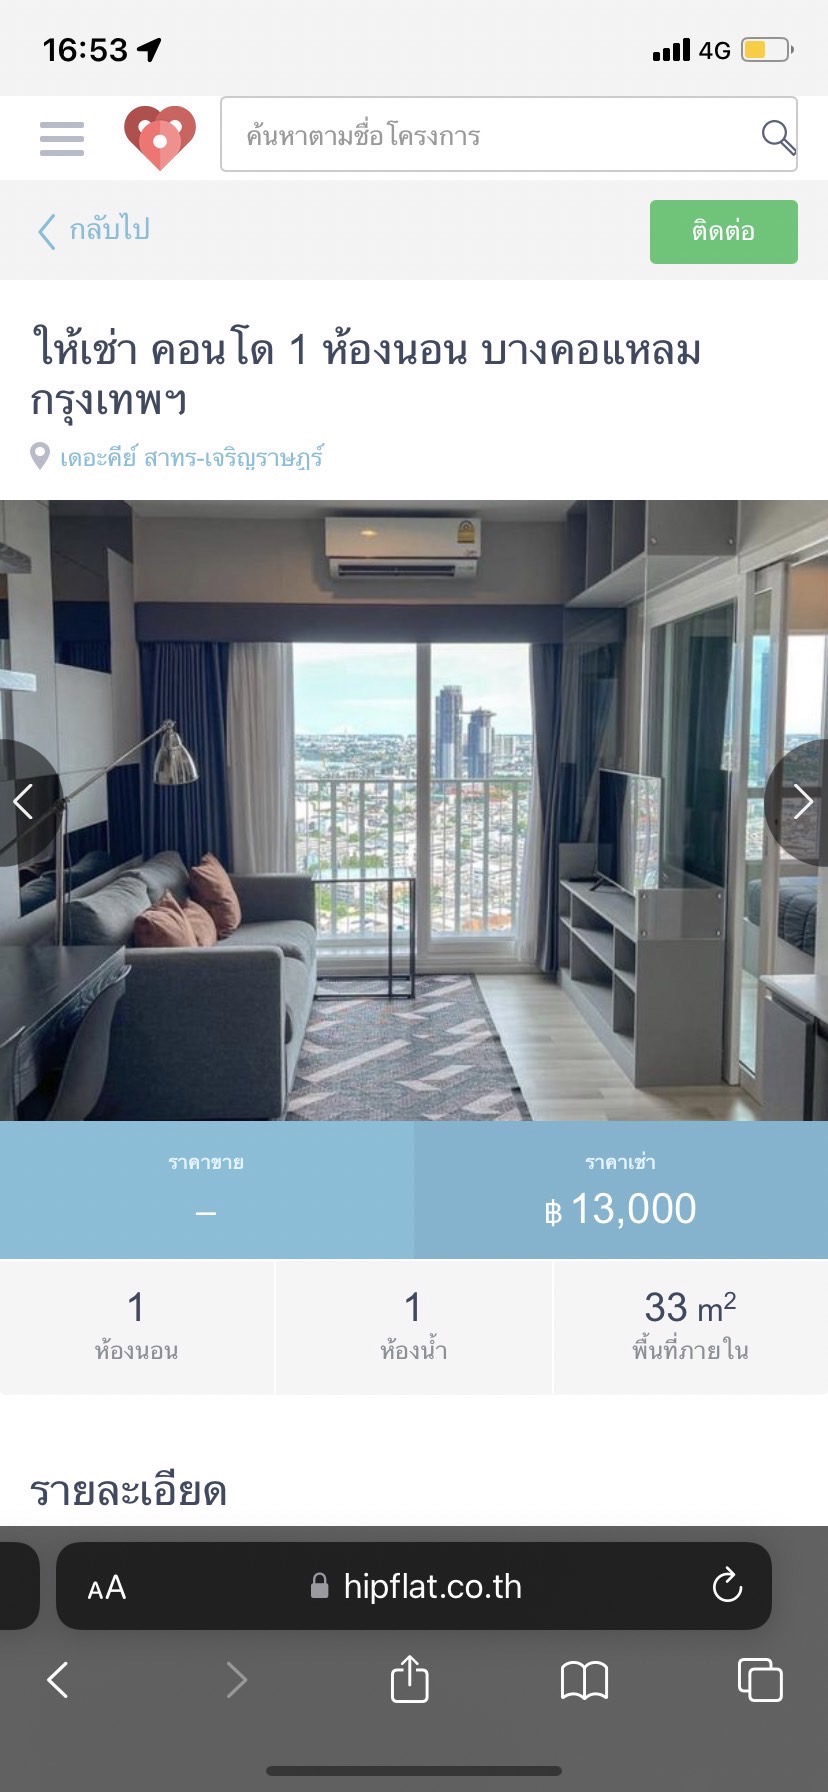 16:53
4G
ค้นหาตามชื่อโครงการ
กลับไป
ติดต่อ
ให้เช่า คอนโด 1 ห้องนอน บางคอแหลม
กรุงเทพฯ
เดอะคีย์ สาทร-เจริญราษฎร์
ราคาขาย
–
ราคาเช่า
฿ 13,000
1
ห้องนอน
1
ห้องน้ำ
33 m²
พื้นที่ภายใน
รายละเอียด
AA
hipflat.co.th